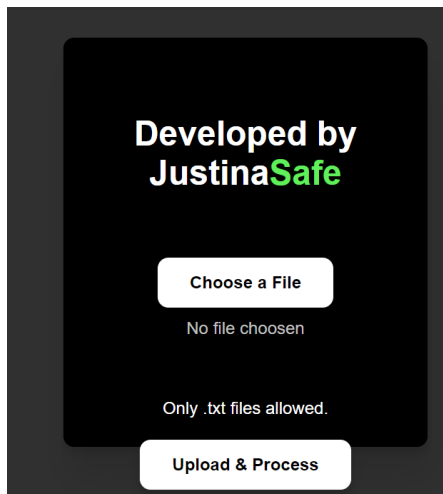 Developed by
JustinaSafe
Choose a File
No file choosen
Only .txt files allowed.
Upload & Process